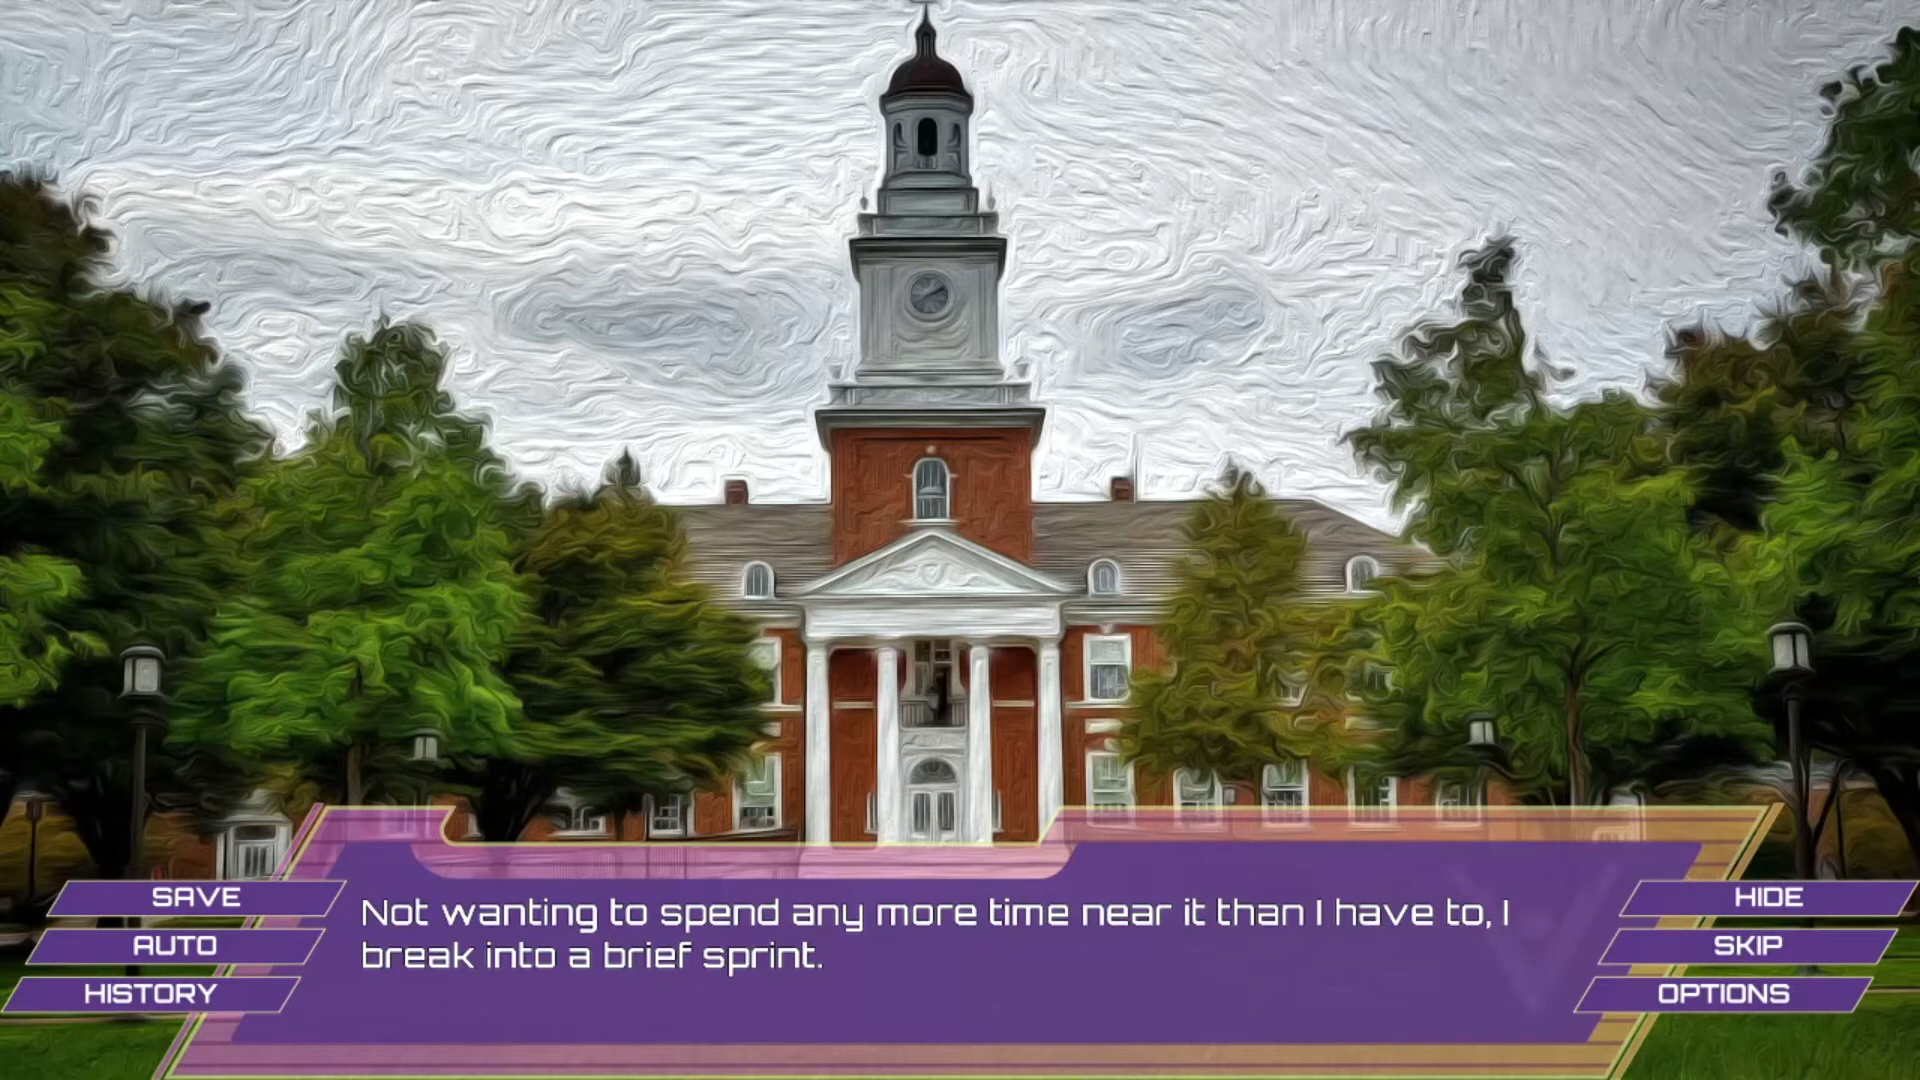 Not wanting to spend any more time near it than I have to, I
break into a brief sprint.
SAVE
AUTO
HISTORY
HIDE
SKIP
OPTIONS